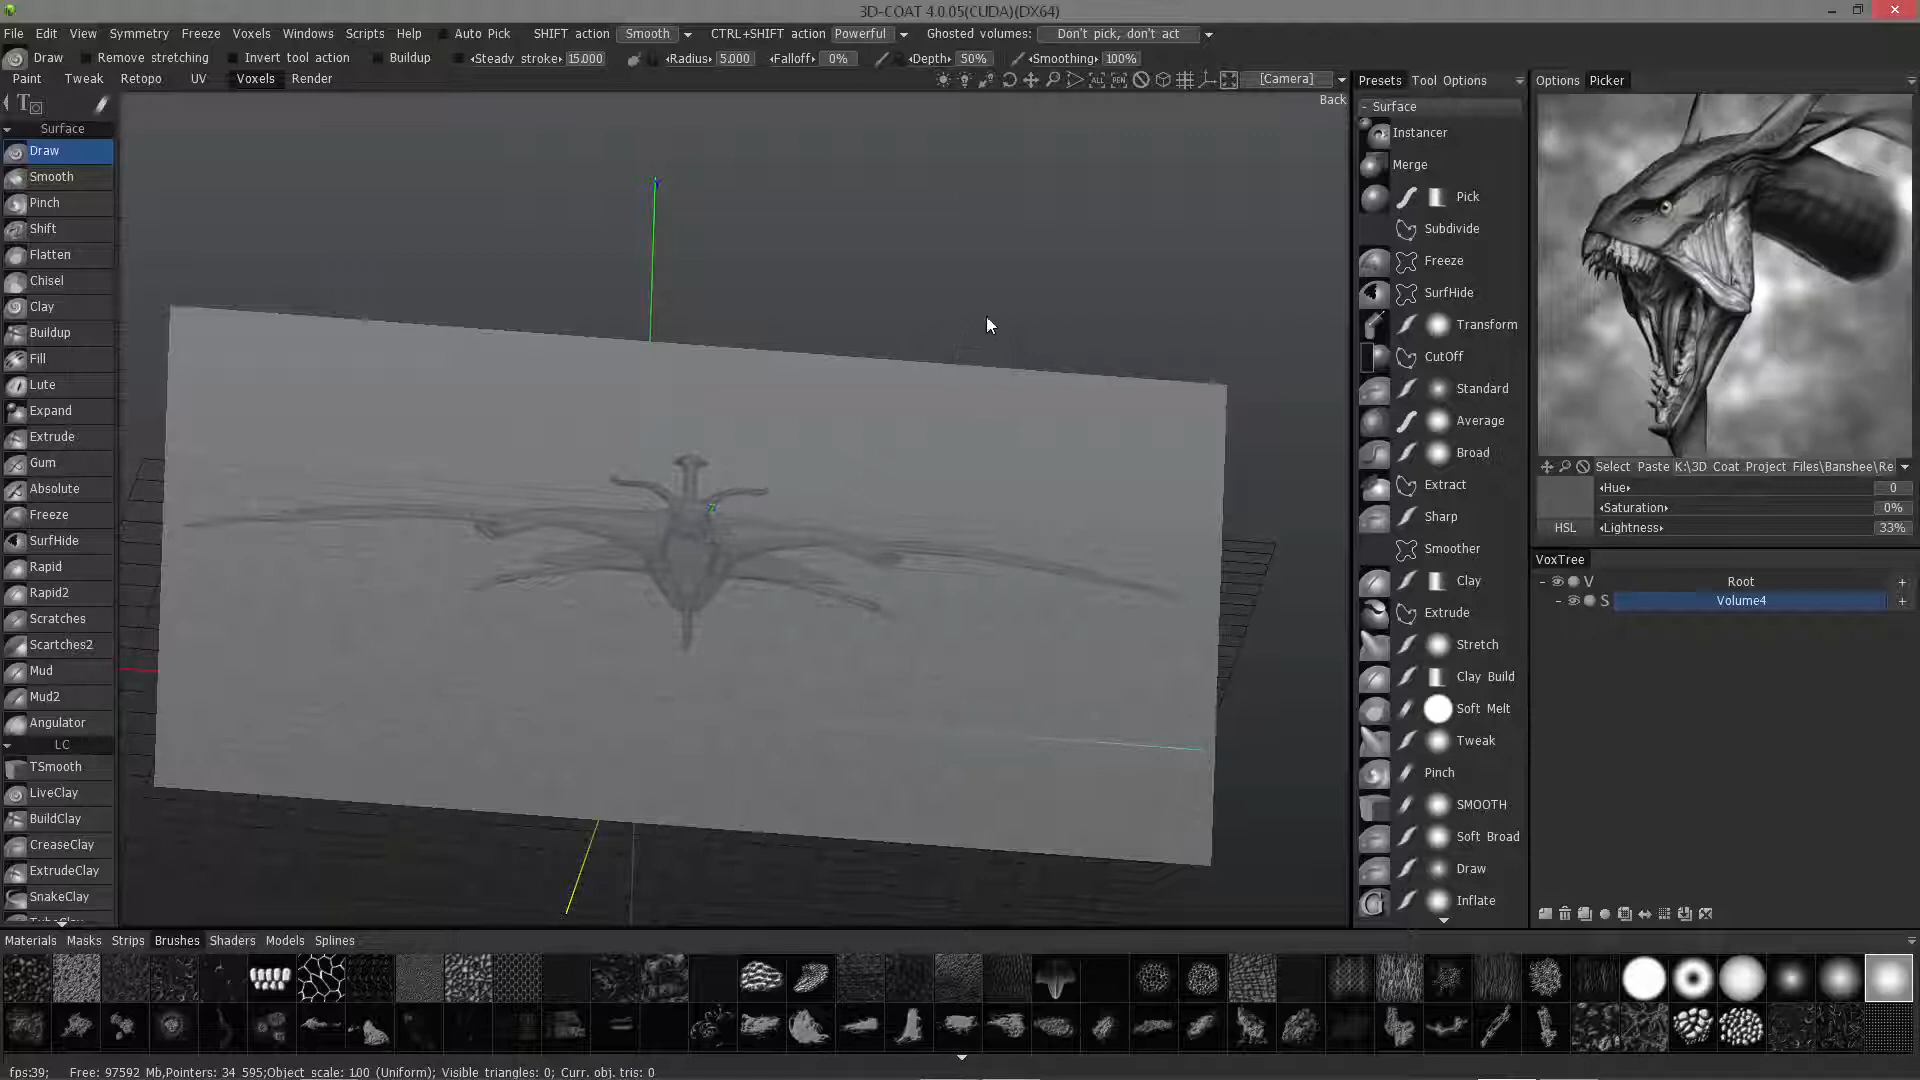 3D-COAT 4.0.05(CUDA)(DX64)
File Edit View Symmetry Freeze Voxels Windows Scripts Help Auto Pick SHIFT action Smooth CTRL+SHIFT action Powerful Ghosted volumes: Don't pick, don't act
Draw Remove stretching Invert tool action Buildup Steady stroke 15.000 Radius 5.000 Falloff 0% Depth 50% Smoothing 100%
Paint Tweak Retopo UV Voxels Render ALL PEN [Camera]
Back
Surface
Draw
Smooth
Pinch
Shift
Flatten
Chisel
Clay
Buildup
Fill
Lute
Expand
Extrude
Gum
Absolute
Freeze
SurfHide
Rapid
Rapid2
Scratches
Scartches2
Mud
Mud2
Angulator
LC
TSmooth
LiveClay
BuildClay
CreaseClay
ExtrudeClay
SnakeClay
Presets Tool Options
- Surface
Instancer
Merge
Pick
Subdivide
Freeze
SurfHide
Transform
CutOff
Standard
Average
Broad
Extract
Sharp
Smoother
Clay
Extrude
Stretch
Clay Build
Soft Melt
Tweak
Pinch
SMOOTH
Soft Broad
Draw
Inflate
Options Picker
Select Paste K:\3D Coat Project Files\Banshee\Re
Hue 0
Saturation 0%
HSL Lightness 33%
VoxTree
- V Root +
- S Volume4 +
Materials Masks Strips Brushes Shaders Models Splines
fps:39; Free: 97592 Mb,Pointers: 34 595;Object scale: 100 (Uniform); Visible triangles: 0; Curr. obj. tris: 0